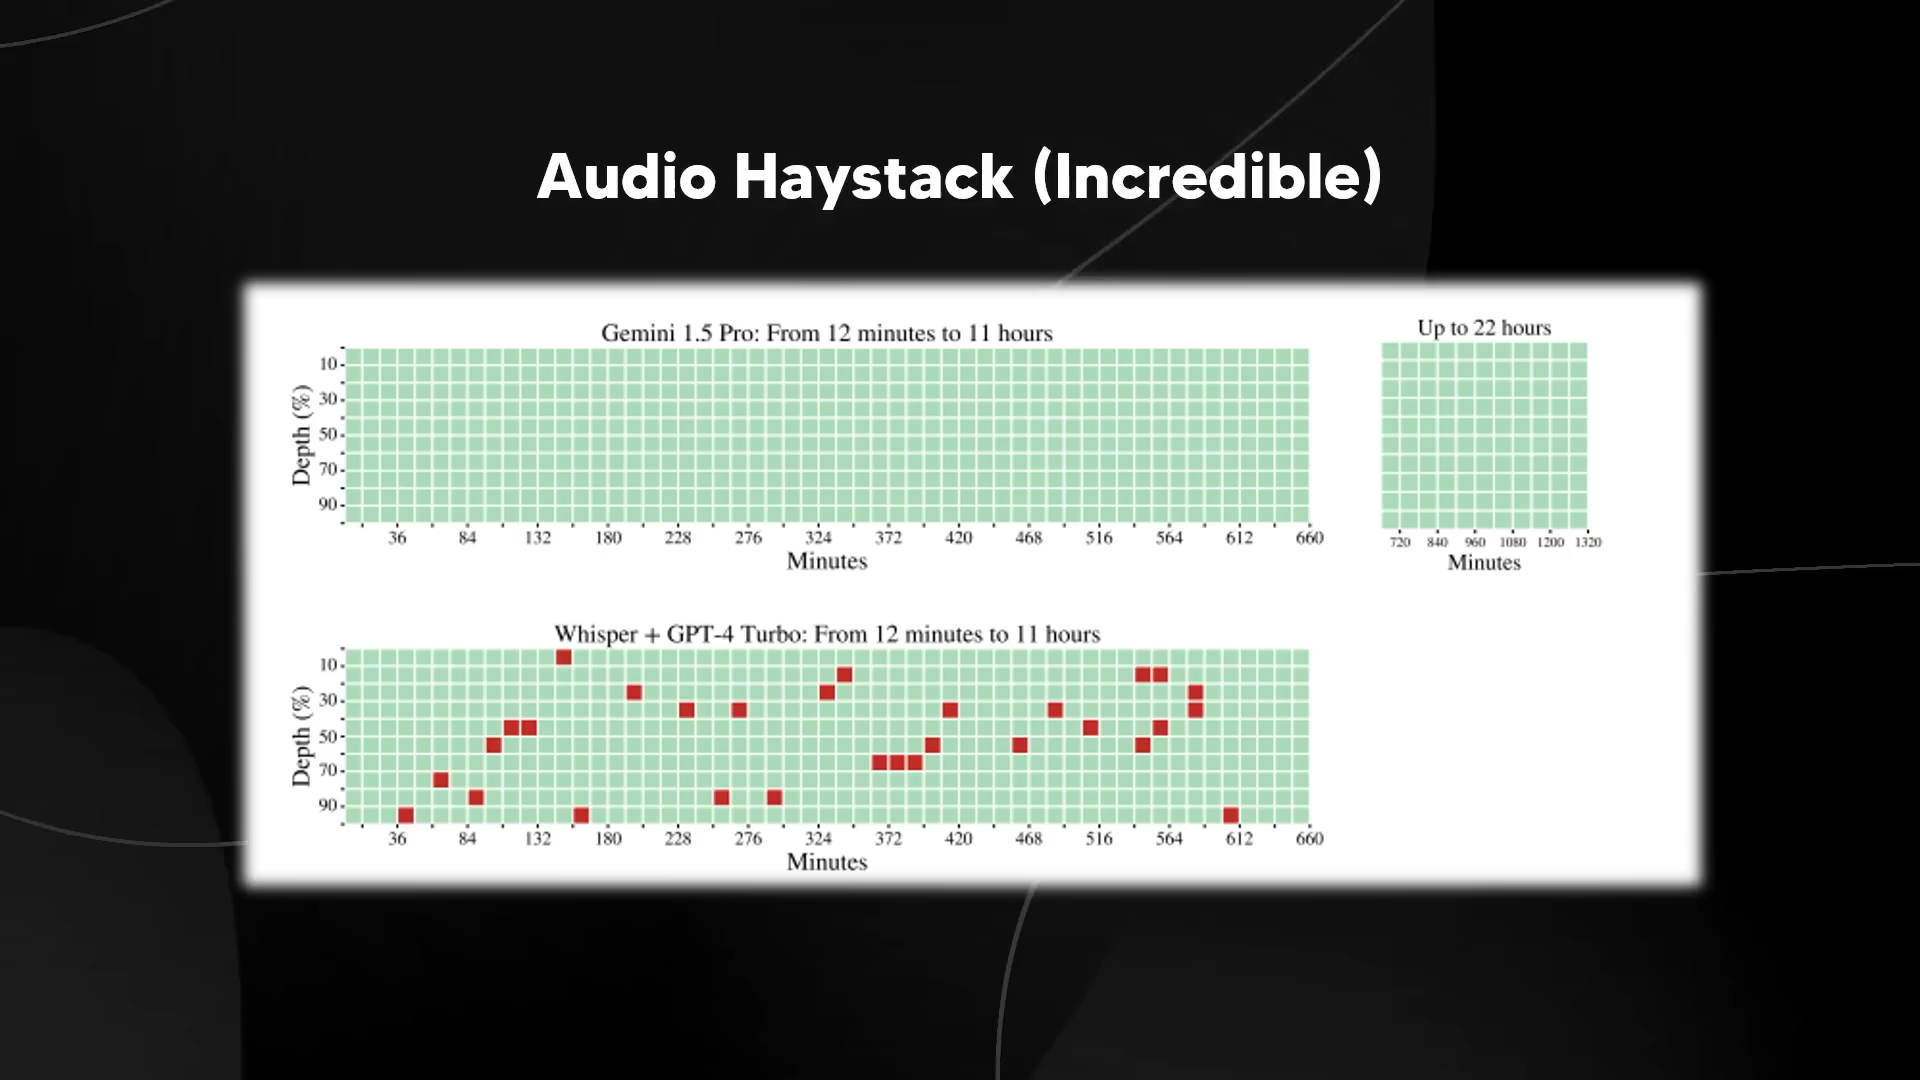 Audio Haystack (Incredible)
Gemini 1.5 Pro: From 12 minutes to 11 hours
Depth (%)
10
30
50
70
90
36 84 132 180 228 276 324 372 420 468 516 564 612 660
Minutes
Up to 22 hours
720 840 960 1080 1200 1320
Minutes
Whisper + GPT-4 Turbo: From 12 minutes to 11 hours
Depth (%)
10
30
50
70
90
36 84 132 180 228 276 324 372 420 468 516 564 612 660
Minutes